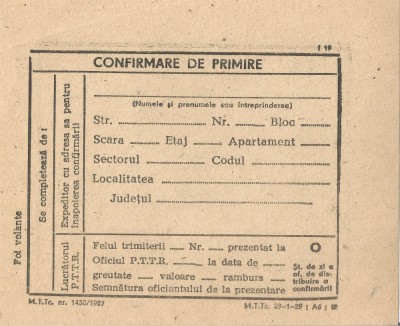 f 19
CONFIRMARE DE PRIMIRE
(Numele și prenumele sau întreprinderea)
Str. Nr. Bloc
Scara Etaj Apartament
Sectorul Codul
Localitatea
Județul
Foi volante
Se completează de :
Expeditor cu adresa sa pentru
înapoierea confirmării
Lucrătorul
P.T.T.R.
Felul trimiterii Nr. prezentat la
Oficiul P.T.T.R. la data de
greutate valoare ramburs
Semnătura oficiantului de la prezentare
Șt. de zi a
of. de dis-
tribuire a
confirmării
M.T.Tc. nr. 1430/1987
M.T.Tc. 29-1-29 ; A6 ;